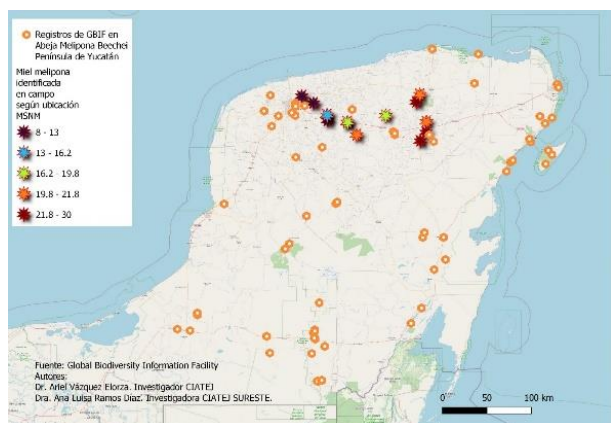 Registros de GBIF en
Abeja Melipona Beechei
Península de Yucatán
Miel melipona
identificada
en campo
según ubicación
MSNM
8 - 13
13 - 16.2
16.2 - 19.8
19.8 - 21.8
21.8 - 30
Fuente: Global Biodiversity Information Facility
Autores:
Dr. Ariel Vázquez Elorza. Investigador CIATEJ
Dra. Ana Luisa Ramos Díaz. Investigadora CIATEJ SURESTE.
0 50 100 km